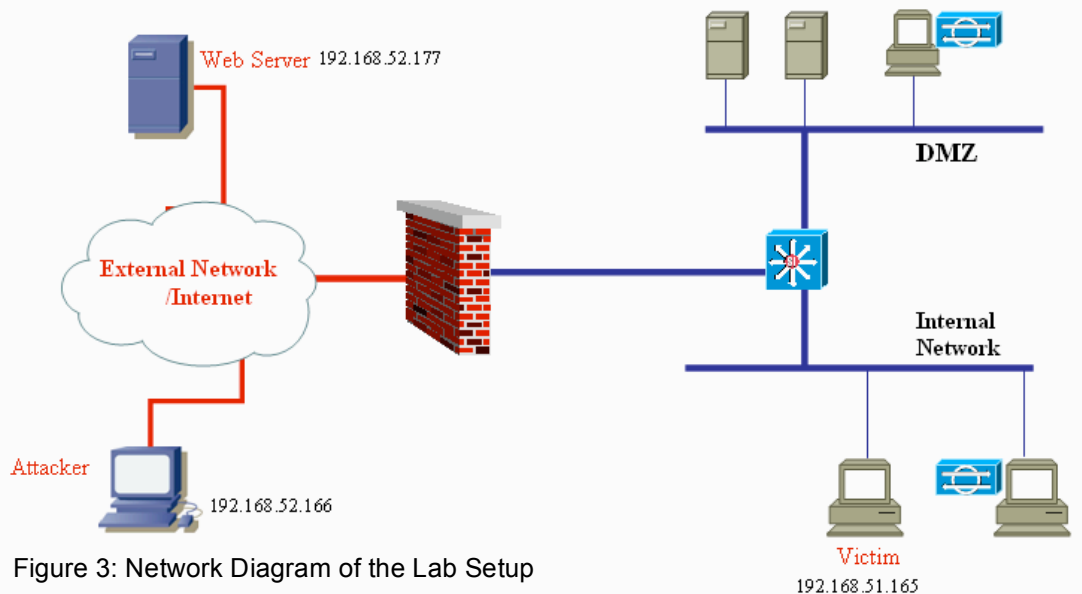 Web Server 192.168.52.177
DMZ
External Network
/Internet
Internal
Network
Attacker
192.168.52.166
Victim
192.168.51.165
Figure 3: Network Diagram of the Lab Setup